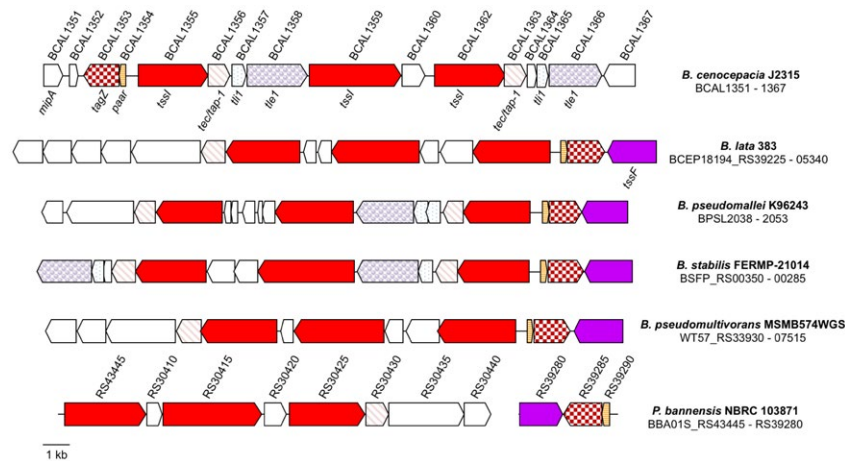 BCAL1351 BCAL1352 BCAL1353 BCAL1354 BCAL1355 BCAL1356 BCAL1357 BCAL1358 BCAL1359 BCAL1360 BCAL1362 BCAL1363 BCAL1364 BCAL1365 BCAL1366 BCAL1367
B. cenocepacia J2315
BCAL1351 - 1367
mipA tagZ paar tssI tec/tap-1 tli1 tle1 tssI tssI tec/tap-1 tli1 tle1
B. lata 383
BCEP18194_RS39225 - 05340
tssF
B. pseudomallei K96243
BPSL2038 - 2053
B. stabilis FERMP-21014
BSFP_RS00350 - 00285
B. pseudomultivorans MSMB574WGS
WT57_RS33930 - 07515
RS43445 RS30410 RS30415 RS30420 RS30425 RS30430 RS30435 RS30440 RS39280 RS39285 RS39290
P. bannensis NBRC 103871
BBA01S_RS43445 - RS39280
1 kb